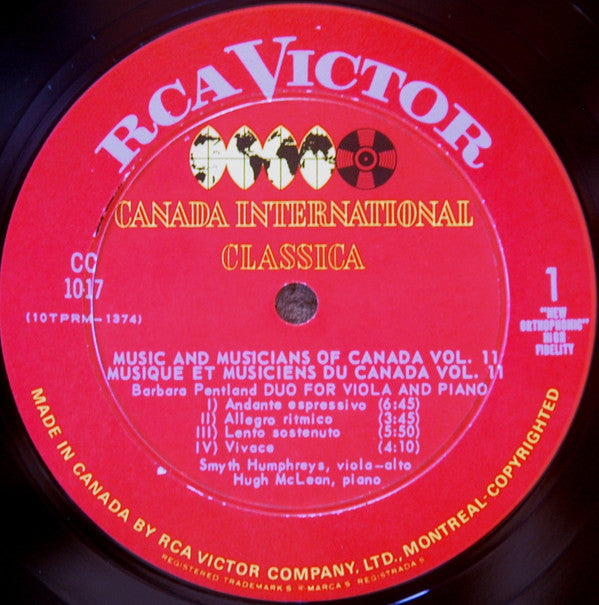 RCA VICTOR
CANADA INTERNATIONAL
CLASSICA
CC
1017
(10TPRM-1374)
1
"NEW
ORTHOPHONIC"
HIGH
FIDELITY
MUSIC AND MUSICIANS OF CANADA VOL. 11
MUSIQUE ET MUSICIENS DU CANADA VOL. 11
Barbara Pentland DUO FOR VIOLA AND PIANO
I) Andante espressivo (6:45)
II) Allegro ritmico (3:45)
III) Lento sostenuto (5:50)
IV) Vivace (4:10)
Smyth Humphreys, viola-alto
Hugh McLean, piano
MADE IN CANADA BY RCA VICTOR COMPANY, LTD., MONTREAL-COPYRIGHTED
REGISTERED TRADEMARKS MARCAS REGISTRADAS